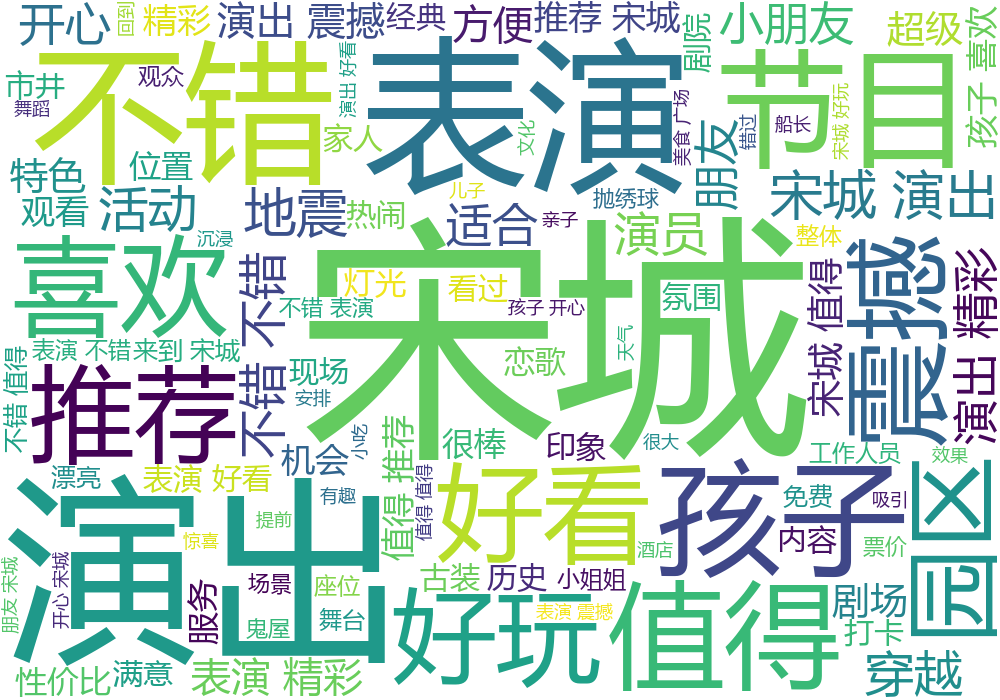 开心
回到
精彩
演出 震撼
经典
方便
推荐 宋城
剧院
小朋友
超级
喜欢
不错
表演
节目
市井
观众
舞蹈
演出 好看
家人
文化
美食 广场
错过
船长
宋城 好玩
孩子
特色
位置
朋友
观看
活动
地震
热闹
儿子
适合
亲子
抛绣球
演员
宋城 演出
整体
喜欢
沉浸
不错 不错
灯光
看过
宋城
氛围
宋城 值得
震撼
演出 精彩
不错 表演
孩子 开心
天气
表演 不错
来到 宋城
不错 值得
现场
恋歌
安排
推荐
小吃
机会
值得 推荐
很棒
印象
很大
工作人员
效果
漂亮
表演 好看
有趣
值得 值得
好看
孩子
免费
吸引
园区
演出
提前
惊喜
酒店
内容
票价
朋友 宋城
开心 宋城
服务
场景
座位
古装
历史
小姐姐
鬼屋
舞台
好玩
表演 震撼
值得
剧场
打卡
性价比
满意
表演 精彩
穿越